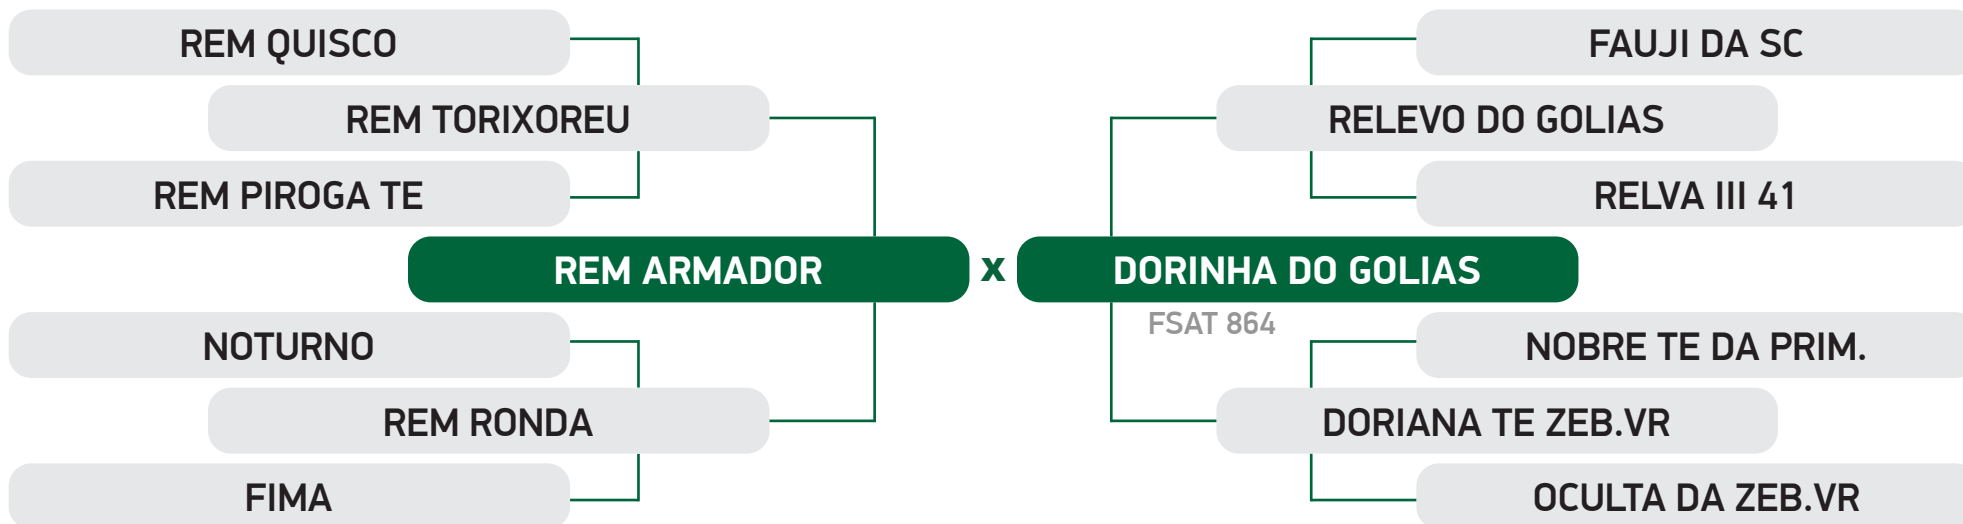 REM QUISCO
FAUJI DA SC
REM TORIXOREU
RELEVO DO GOLIAS
REM PIROGA TE
RELVA III 41
REM ARMADOR x DORINHA DO GOLIAS
FSAT 864
NOTURNO
NOBRE TE DA PRIM.
REM RONDA
DORIANA TE ZEB.VR
FIMA
OCULTA DA ZEB.VR